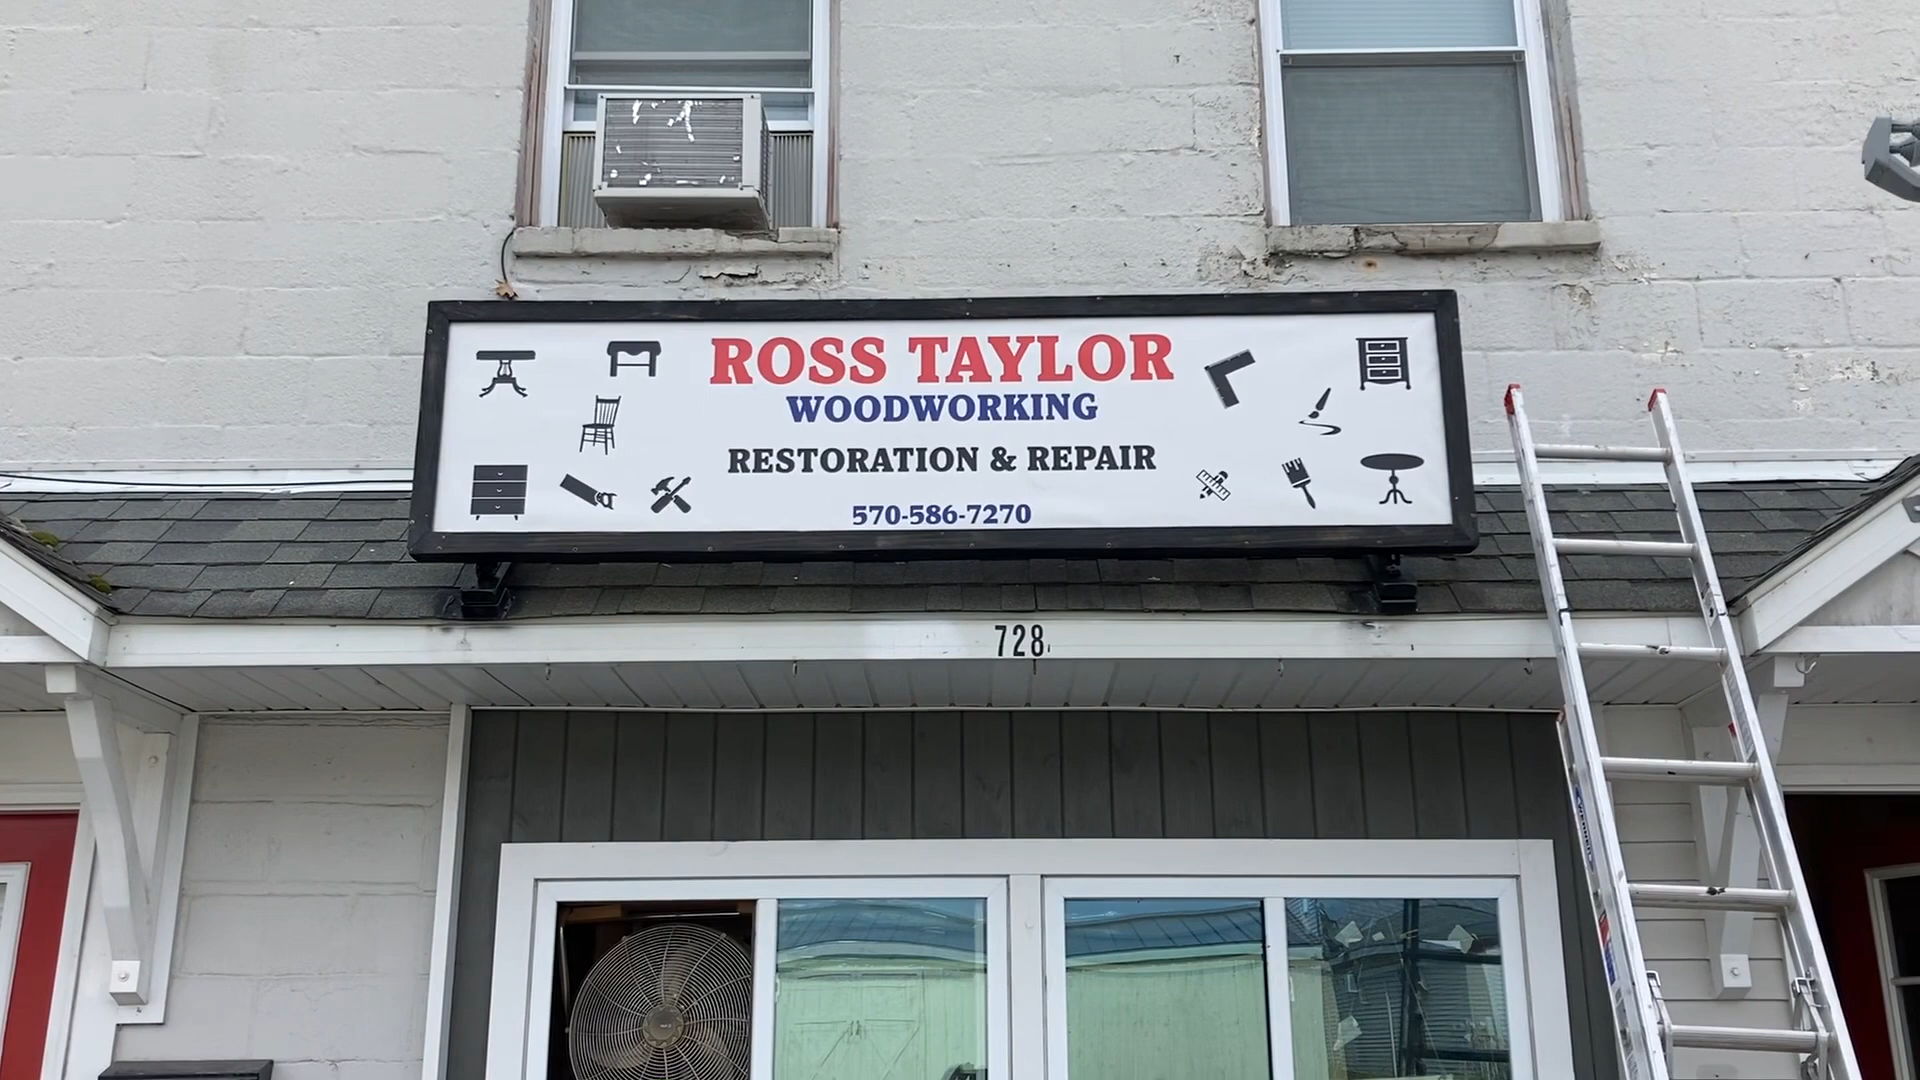 ROSS TAYLOR
WOODWORKING
RESTORATION & REPAIR
570-586-7270
728